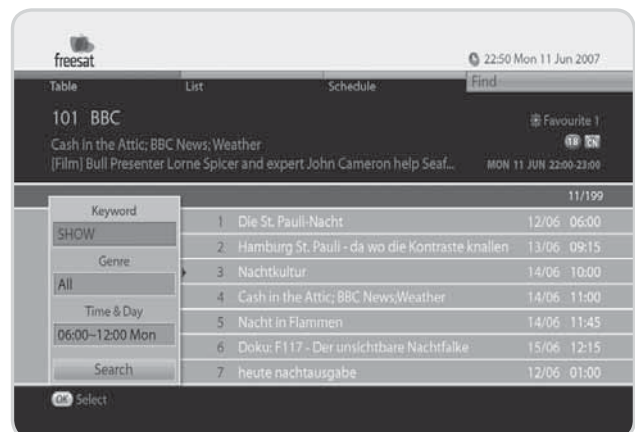 freesat
22:50 Mon 11 Jun 2007
Table List Schedule Find
101 BBC
Favourite 1
Cash in the Attic; BBC News; Weather
18 CN
[Film] Bull Presenter Lorne Spicer and expert John Cameron help Seaf...
MON 11 JUN 22:00-23:00
11/199
Keyword
SHOW
Genre
All
Time & Day
06:00~12:00 Mon
Search
1 Die St. Pauli-Nacht 12/06 06:00
2 Hamburg St. Pauli - da wo die Kontraste knallen 13/06 09:15
3 Nachtkultur 14/06 10:00
4 Cash in the Attic; BBC News;Weather 14/06 11:00
5 Nacht in Flammen 14/06 11:45
6 Doku: F117 - Der unsichtbare Nachtfalke 15/06 12:15
7 heute nachtausgabe 12/06 01:00
OK Select